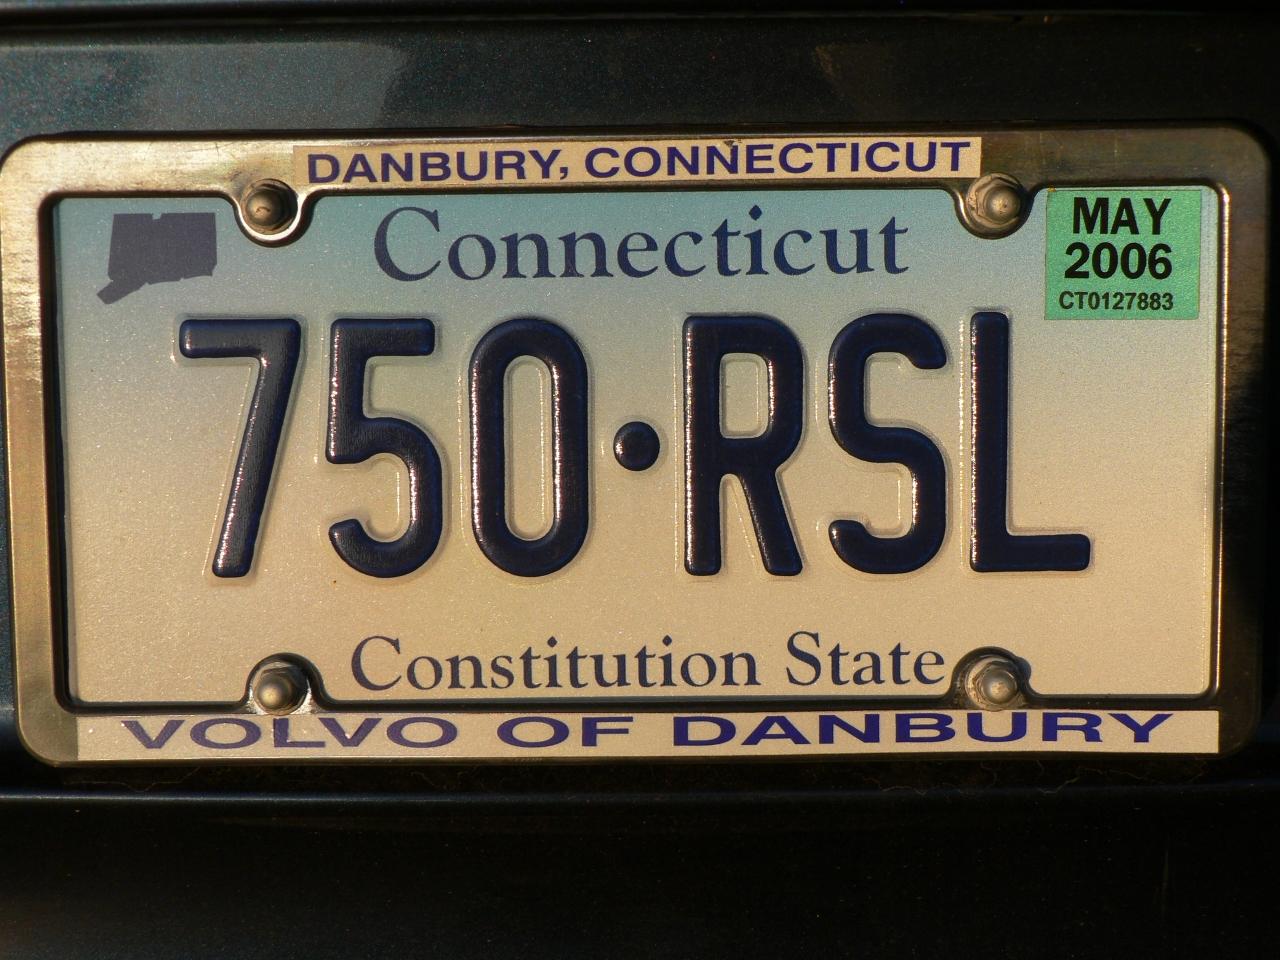 DANBURY, CONNECTICUT
Connecticut
MAY
2006
CT0127883
750·RSL
Constitution State
VOLVO OF DANBURY